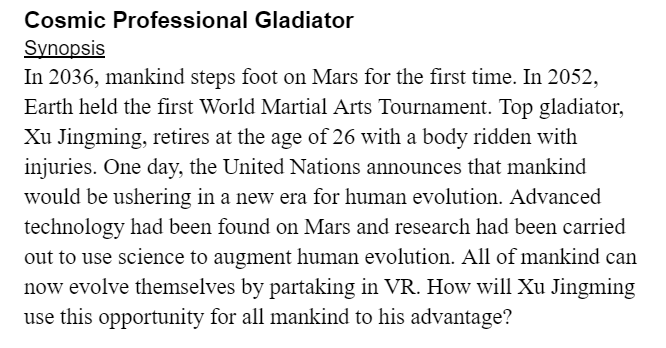 Cosmic Professional Gladiator
Synopsis
In 2036, mankind steps foot on Mars for the first time. In 2052,
Earth held the first World Martial Arts Tournament. Top gladiator,
Xu Jingming, retires at the age of 26 with a body ridden with
injuries. One day, the United Nations announces that mankind
would be ushering in a new era for human evolution. Advanced
technology had been found on Mars and research had been carried
out to use science to augment human evolution. All of mankind can
now evolve themselves by partaking in VR. How will Xu Jingming
use this opportunity for all mankind to his advantage?